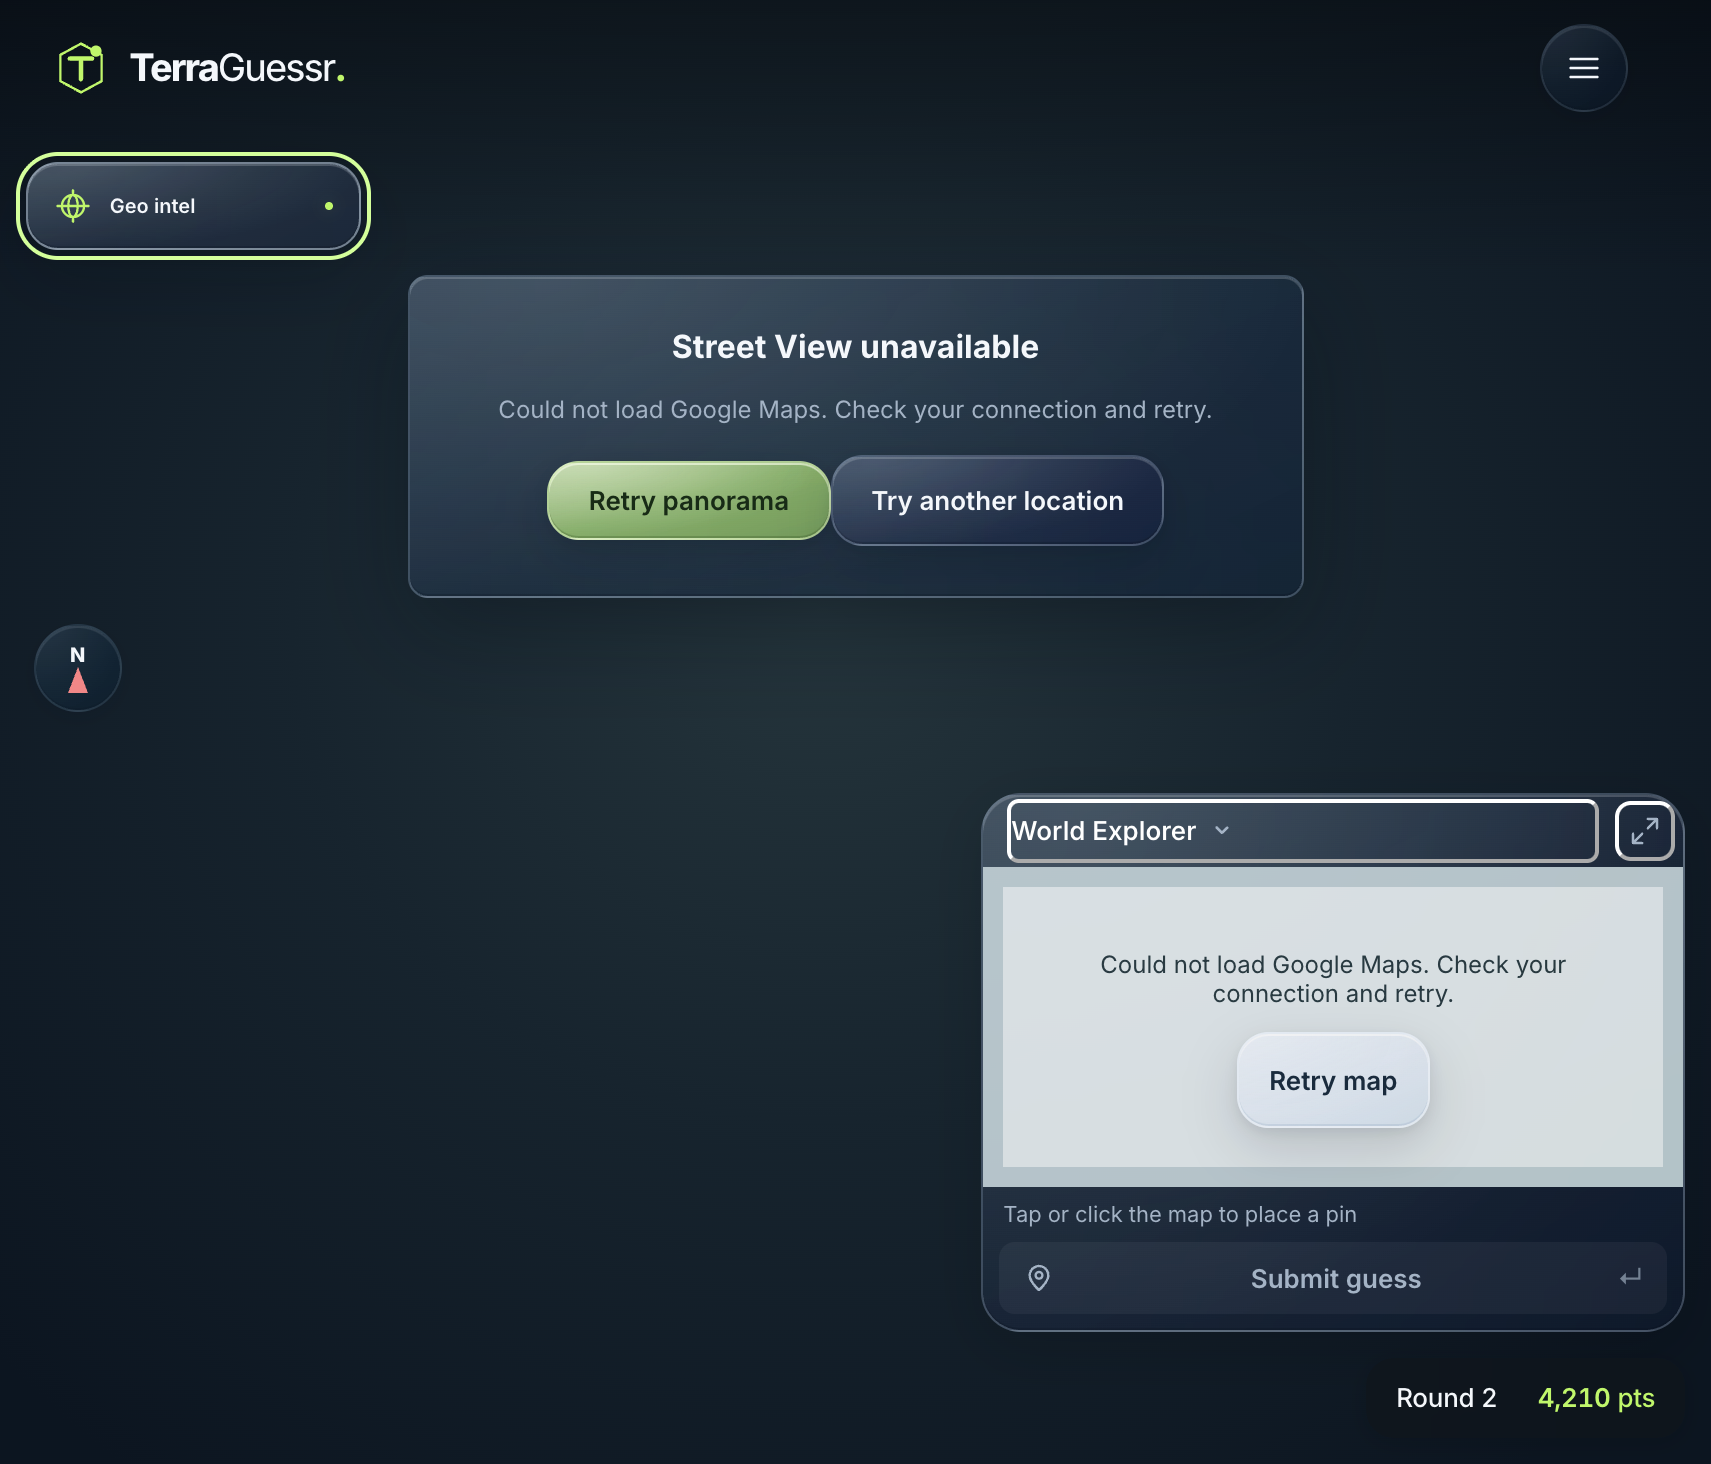 TerraGuessr.
Geo intel
Street View unavailable
Could not load Google Maps. Check your connection and retry.
Retry panorama
Try another location
N
World Explorer
Could not load Google Maps. Check your
connection and retry.
Retry map
Tap or click the map to place a pin
Submit guess
Round 2 4,210 pts